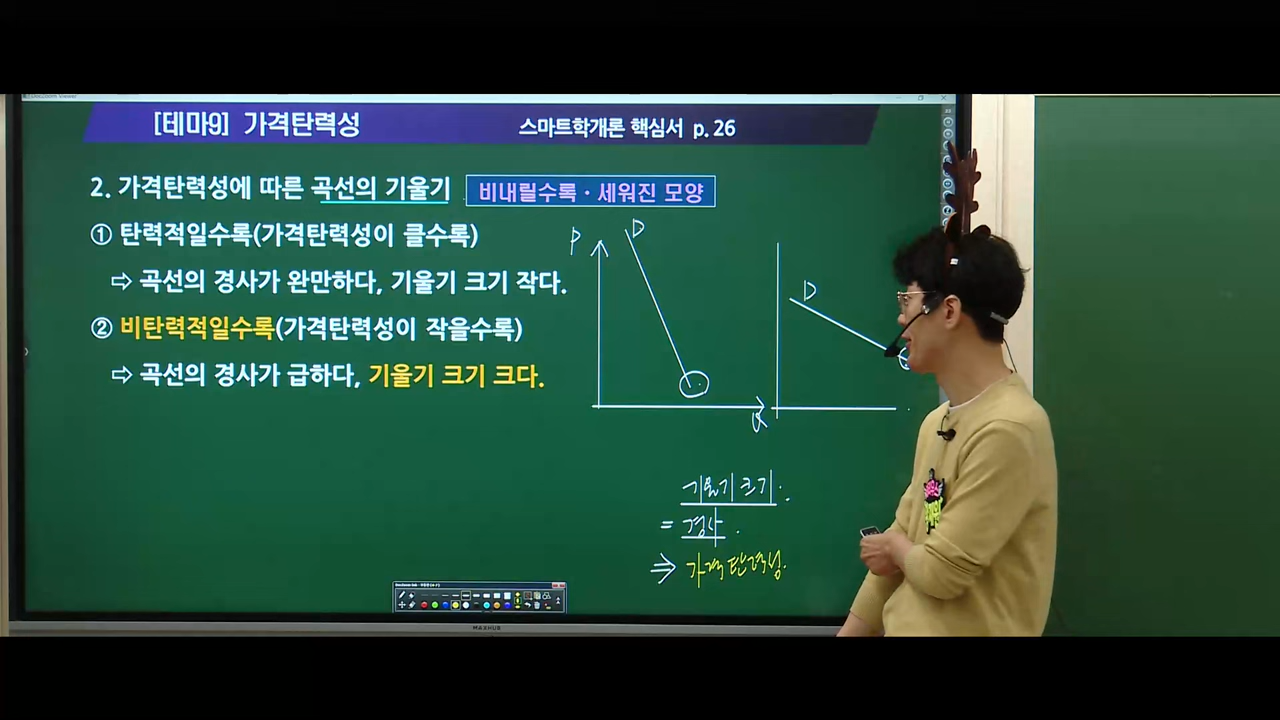 [테마9] 가격탄력성
스마트학개론 핵심서 p. 26
2. 가격탄력성에 따른 곡선의 기울기
비내릴수록 · 세워진 모양
① 탄력적일수록(가격탄력성이 클수록)
⇨ 곡선의 경사가 완만하다, 기울기 크기 작다.
② 비탄력적일수록(가격탄력성이 작을수록)
⇨ 곡선의 경사가 급하다, 기울기 크기 크다.
P
D
Q
D
기울기 크기.
= 경사.
⇒ 가격탄력성.
MAXHUB